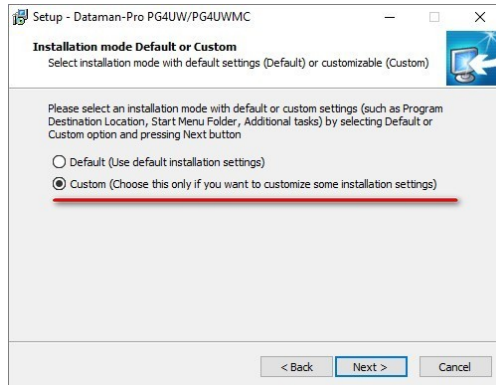 Setup - Dataman-Pro PG4UW/PG4UWMC
Installation mode Default or Custom
Select installation mode with default settings (Default) or customizable (Custom)
Please select an installation mode with default or custom settings (such as Program
Destination Location, Start Menu Folder, Additional tasks) by selecting Default or
Custom option and pressing Next button
Default (Use default installation settings)
Custom (Choose this only if you want to customize some installation settings)
< Back Next > Cancel